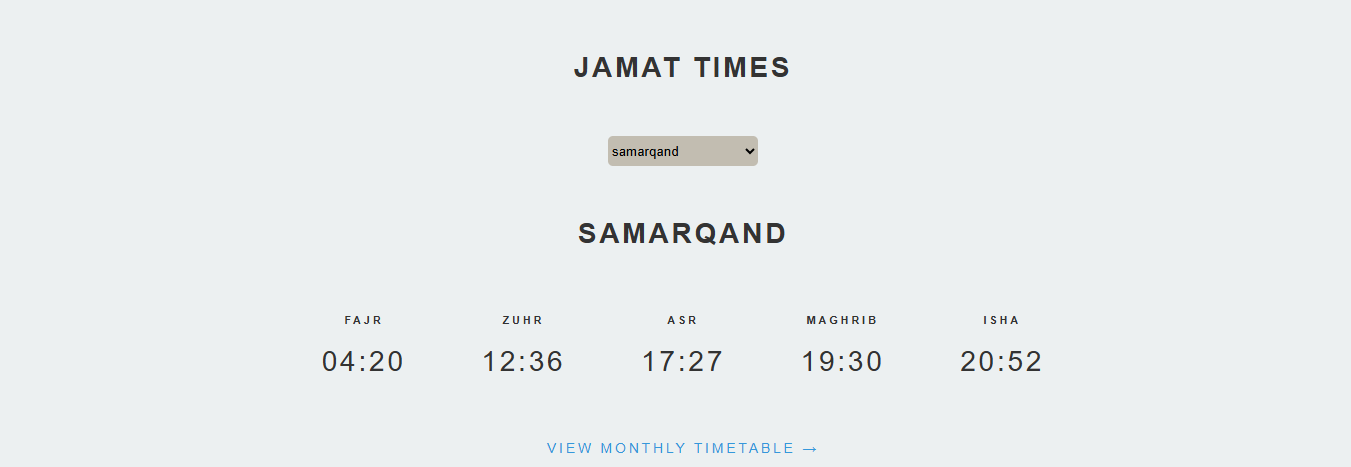 JAMAT TIMES
samarqand
SAMARQAND
FAJR ZUHR ASR MAGHRIB ISHA
04:20 12:36 17:27 19:30 20:52
VIEW MONTHLY TIMETABLE →